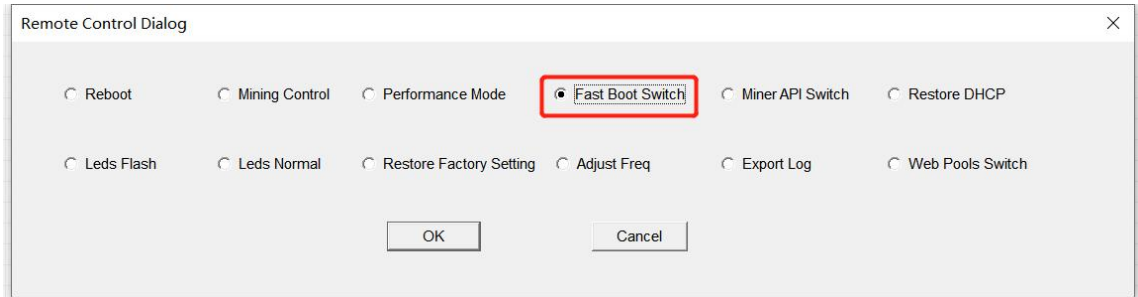 Remote Control Dialog
Reboot Mining Control Performance Mode Fast Boot Switch Miner API Switch Restore DHCP
Leds Flash Leds Normal Restore Factory Setting Adjust Freq Export Log Web Pools Switch
OK Cancel